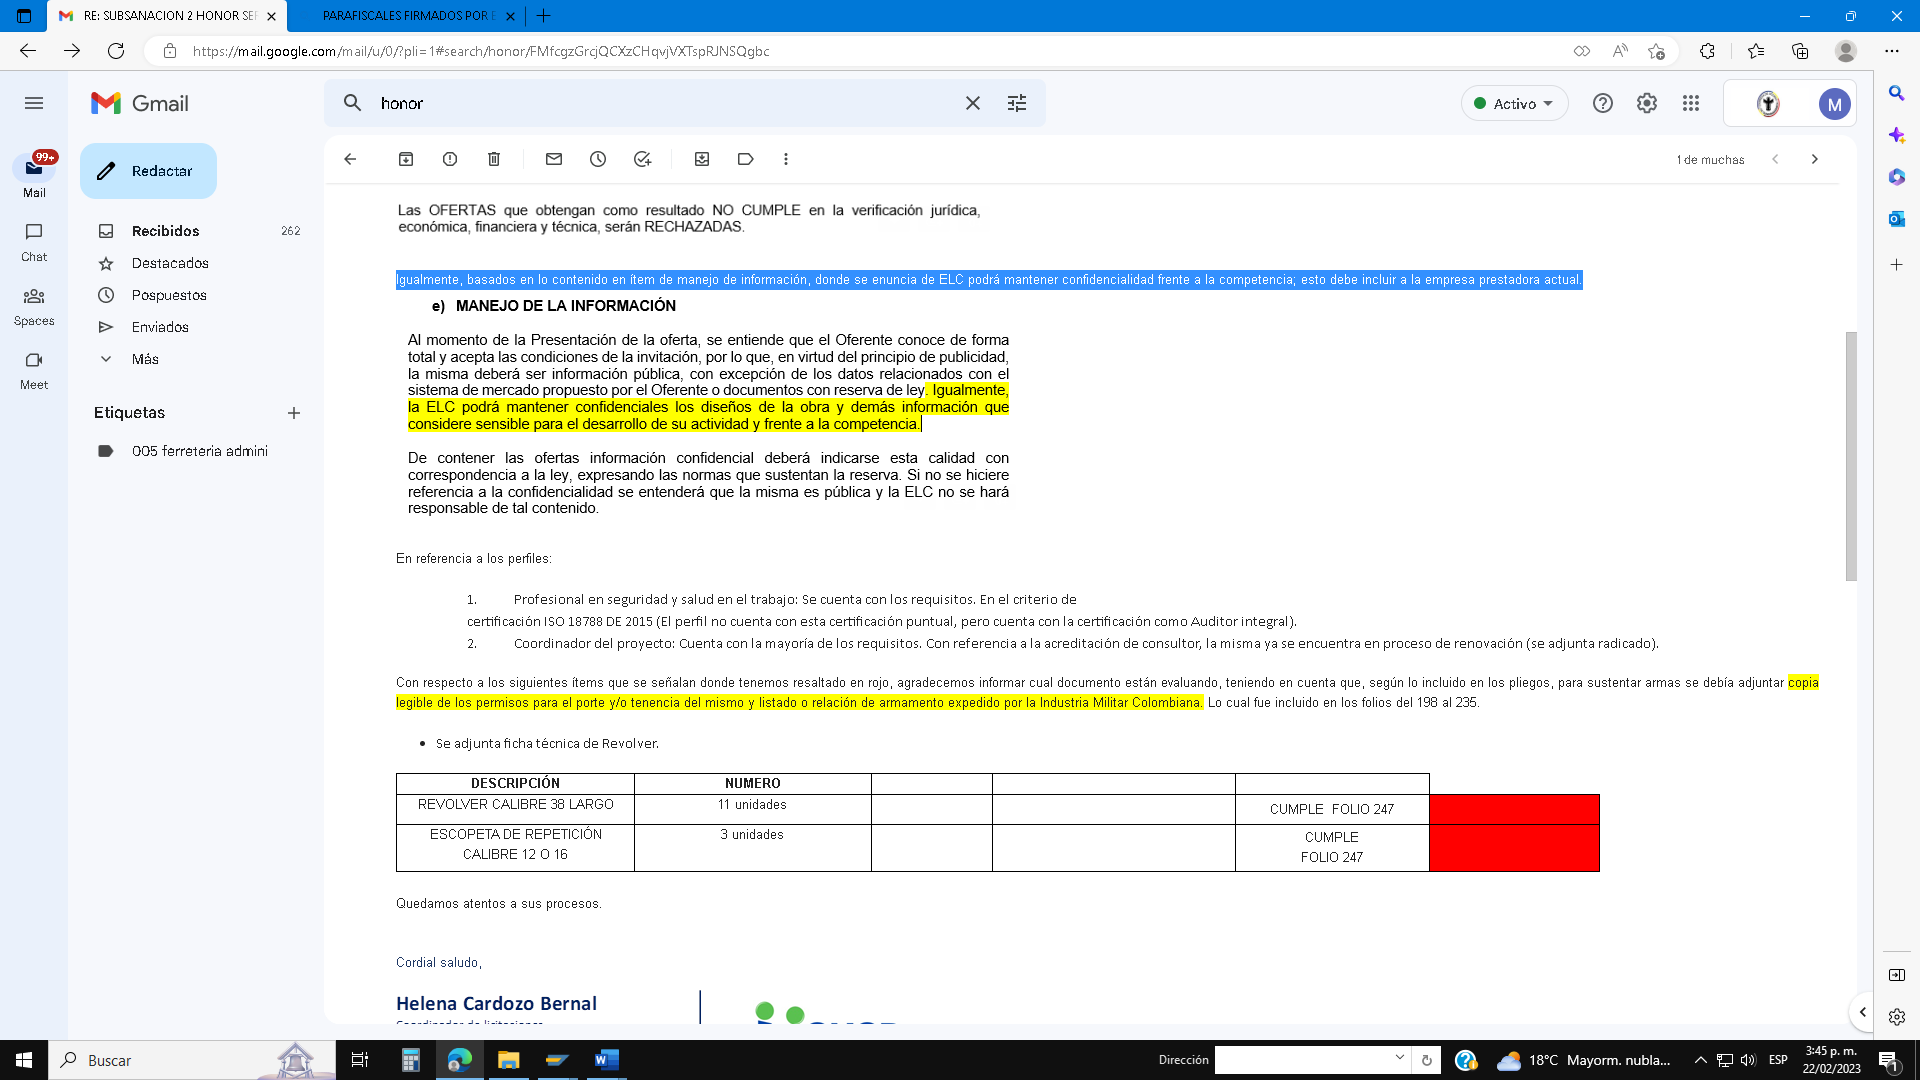 RE: SUBSANACION 2 HONOR SER
PARAFISCALES FIRMADOS POR E
https://mail.google.com/mail/u/0/?pli=1#search/honor/FMfcgzGrcjQCXzCHqvjVXTspRJNSQgbc
Gmail
honor
Activo
M
99+
Mail
Chat
Spaces
Meet
Redactar
Recibidos 262
Destacados
Pospuestos
Enviados
Más
Etiquetas
005 ferreteria admini
1 de muchas
Las OFERTAS que obtengan como resultado NO CUMPLE en la verificación jurídica,
económica, financiera y técnica, serán RECHAZADAS.
Igualmente, basados en lo contenido en ítem de manejo de información, donde se enuncia de ELC podrá mantener confidencialidad frente a la competencia; esto debe incluir a la empresa prestadora actual.
e) MANEJO DE LA INFORMACIÓN
Al momento de la Presentación de la oferta, se entiende que el Oferente conoce de forma
total y acepta las condiciones de la invitación, por lo que, en virtud del principio de publicidad,
la misma deberá ser información pública, con excepción de los datos relacionados con el
sistema de mercado propuesto por el Oferente o documentos con reserva de ley. Igualmente,
la ELC podrá mantener confidenciales los diseños de la obra y demás información que
considere sensible para el desarrollo de su actividad y frente a la competencia.
De contener las ofertas información confidencial deberá indicarse esta calidad con
correspondencia a la ley, expresando las normas que sustentan la reserva. Si no se hiciere
referencia a la confidencialidad se entenderá que la misma es pública y la ELC no se hará
responsable de tal contenido.
En referencia a los perfiles:
1. Profesional en seguridad y salud en el trabajo: Se cuenta con los requisitos. En el criterio de
certificación ISO 18788 DE 2015 (El perfil no cuenta con esta certificación puntual, pero cuenta con la certificación como Auditor integral).
2. Coordinador del proyecto: Cuenta con la mayoría de los requisitos. Con referencia a la acreditación de consultor, la misma ya se encuentra en proceso de renovación (se adjunta radicado).
Con respecto a los siguientes ítems que se señalan donde tenemos resaltado en rojo, agradecemos informar cual documento están evaluando, teniendo en cuenta que, según lo incluido en los pliegos, para sustentar armas se debía adjuntar copia
legible de los permisos para el porte y/o tenencia del mismo y listado o relación de armamento expedido por la Industria Militar Colombiana. Lo cual fue incluido en los folios del 198 al 235.
• Se adjunta ficha técnica de Revolver.
DESCRIPCIÓN NUMERO
REVOLVER CALIBRE 38 LARGO 11 unidades CUMPLE FOLIO 247
ESCOPETA DE REPETICIÓN 3 unidades CUMPLE
CALIBRE 12 O 16 FOLIO 247
Quedamos atentos a sus procesos.
Cordial saludo,
Helena Cardozo Bernal
Buscar
Dirección
18°C Mayorm. nubla...
ESP
3:45 p. m.
22/02/2023
1